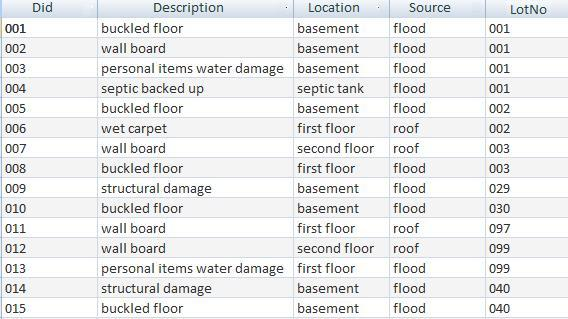 Did Description Location Source LotNo
001 buckled floor basement flood 001
002 wall board basement flood 001
003 personal items water damage basement flood 001
004 septic backed up septic tank flood 001
005 buckled floor basement flood 002
006 wet carpet first floor roof 002
007 wall board second floor roof 003
008 buckled floor first floor flood 003
009 structural damage basement flood 029
010 buckled floor basement flood 030
011 wall board first floor roof 097
012 wall board second floor roof 099
013 personal items water damage first floor flood 099
014 structural damage basement flood 040
015 buckled floor basement flood 040